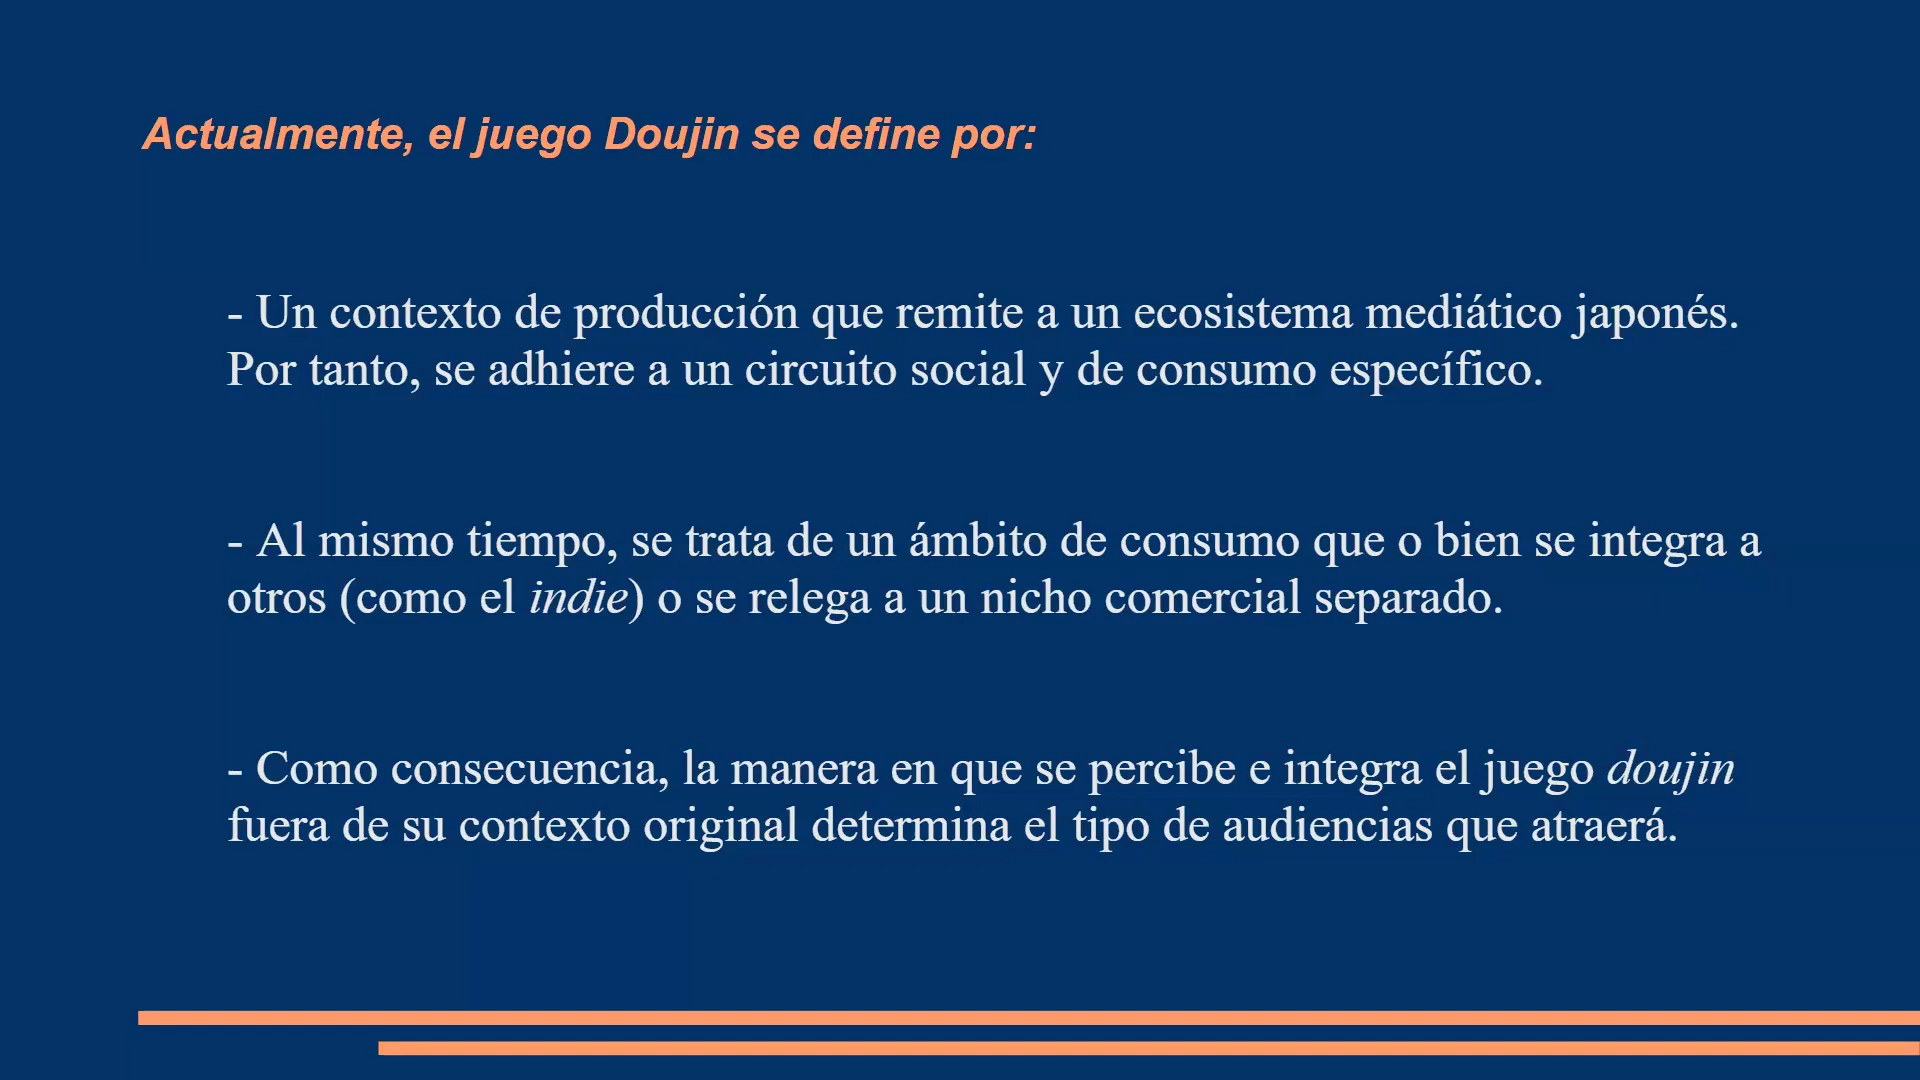 Actualmente, el juego Doujin se define por:
- Un contexto de producción que remite a un ecosistema mediático japonés.
Por tanto, se adhiere a un circuito social y de consumo específico.
- Al mismo tiempo, se trata de un ámbito de consumo que o bien se integra a
otros (como el indie) o se relega a un nicho comercial separado.
- Como consecuencia, la manera en que se percibe e integra el juego doujin
fuera de su contexto original determina el tipo de audiencias que atraerá.